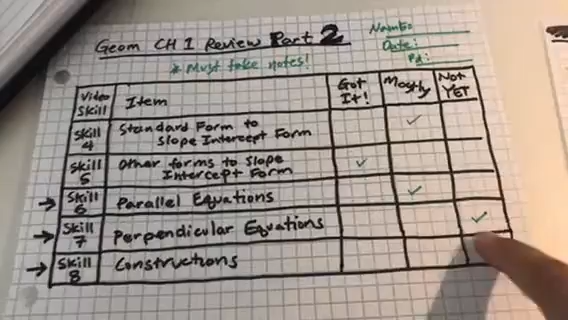 Geom CH 1 Review Part 2
* Must take notes!
Name:
Date:
Pd:
Video Skill
Item
Got It!
Mostly
Not YET
Skill 4
Standard Form to
Slope Intercept Form
✓
Skill 5
Other forms to Slope
Intercept Form
✓
→ Skill 6
Parallel Equations
✓
→ Skill 7
Perpendicular Equations
✓
→ Skill 8
Constructions